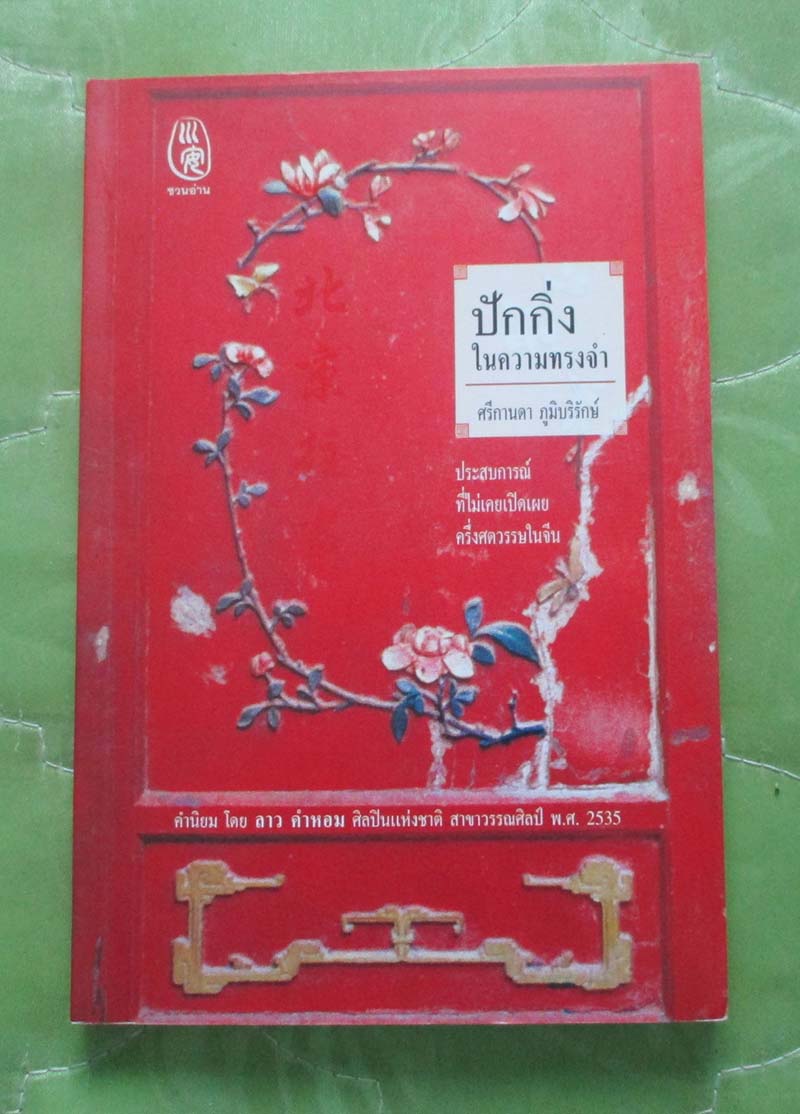 川安
ชวนอ่าน
北
京
ปักกิ่ง
ในความทรงจำ
ศรีกานดา ภูมิบริรักษ์
ประสบการณ์
ที่ไม่เคยเปิดเผย
ครึ่งศตวรรษในจีน
คำนิยม โดย ลาว คำหอม ศิลปินแห่งชาติ สาขาวรรณศิลป์ พ.ศ. 2535